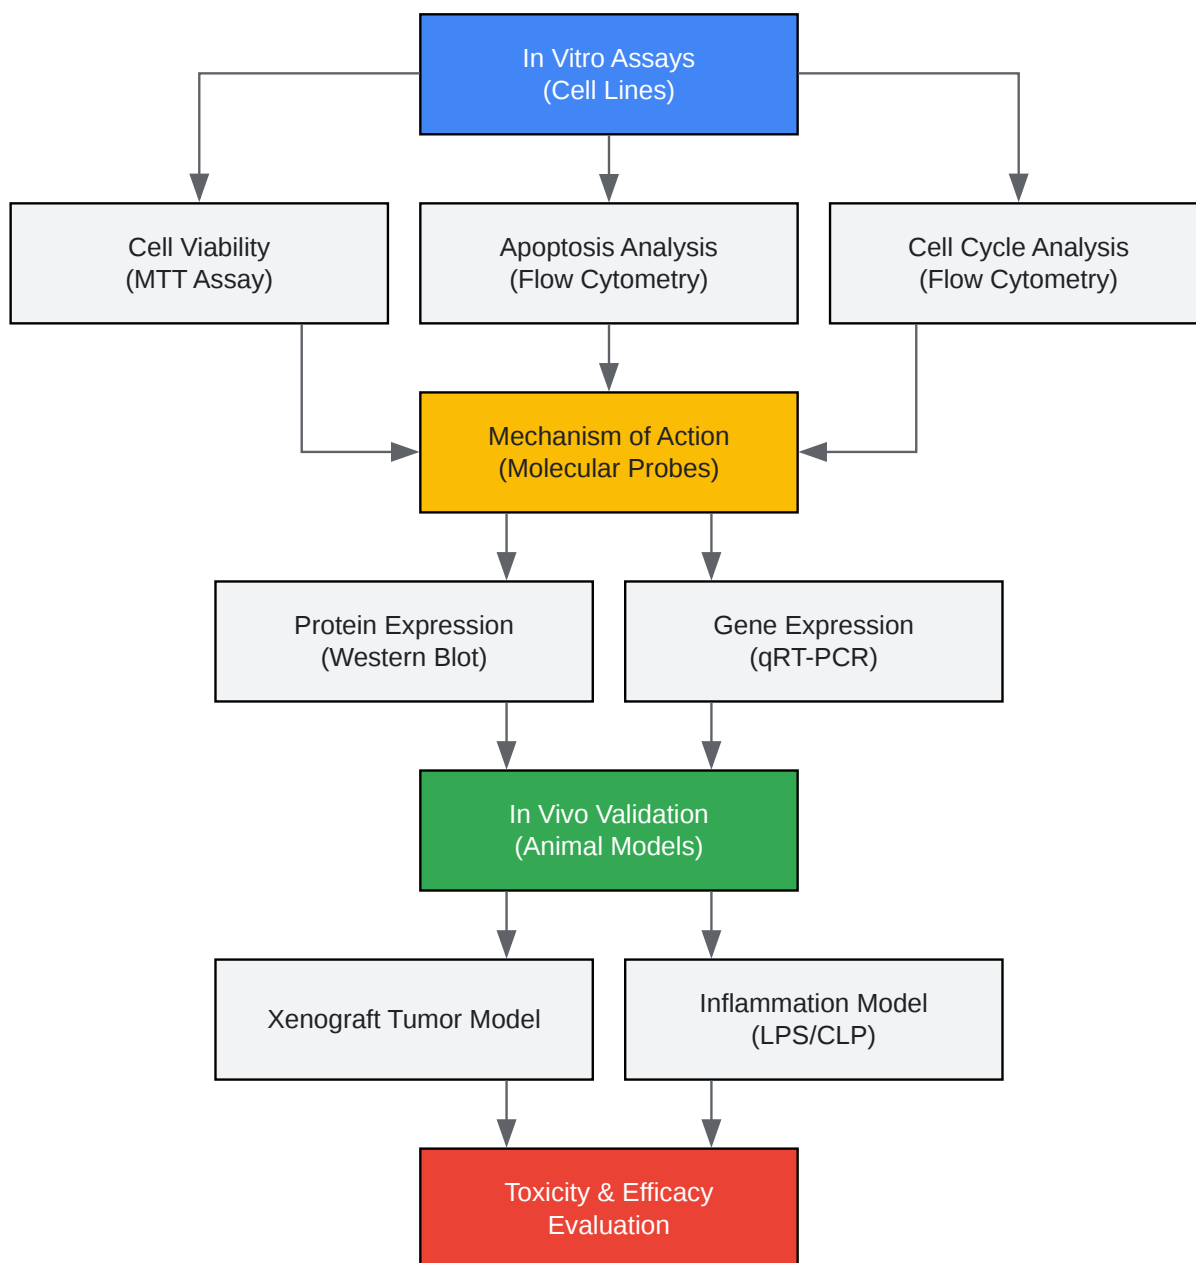 In Vitro Assays
(Cell Lines)
Cell Viability
(MTT Assay)
Apoptosis Analysis
(Flow Cytometry)
Cell Cycle Analysis
(Flow Cytometry)
Mechanism of Action
(Molecular Probes)
Protein Expression
(Western Blot)
Gene Expression
(qRT-PCR)
In Vivo Validation
(Animal Models)
Xenograft Tumor Model
Inflammation Model
(LPS/CLP)
Toxicity & Efficacy
Evaluation